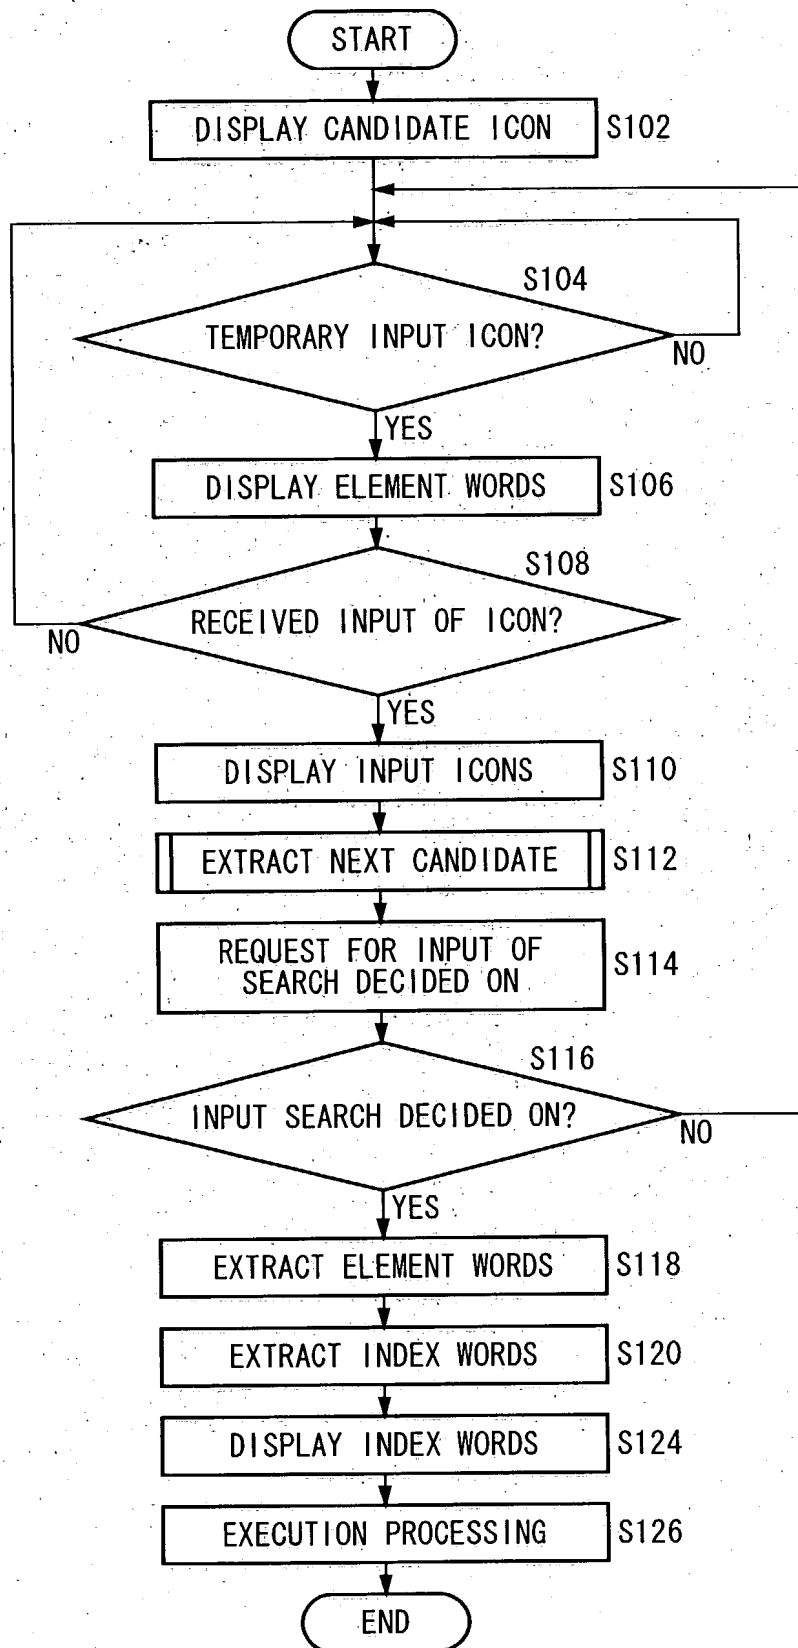 START
DISPLAY CANDIDATE ICON S102
S104
TEMPORARY INPUT ICON?
NO
YES
DISPLAY ELEMENT WORDS S106
S108
RECEIVED INPUT OF ICON?
NO
YES
DISPLAY INPUT ICONS S110
EXTRACT NEXT CANDIDATE S112
REQUEST FOR INPUT OF
SEARCH DECIDED ON S114
S116
INPUT SEARCH DECIDED ON?
NO
YES
EXTRACT ELEMENT WORDS S118
EXTRACT INDEX WORDS S120
DISPLAY INDEX WORDS S124
EXECUTION PROCESSING S126
END